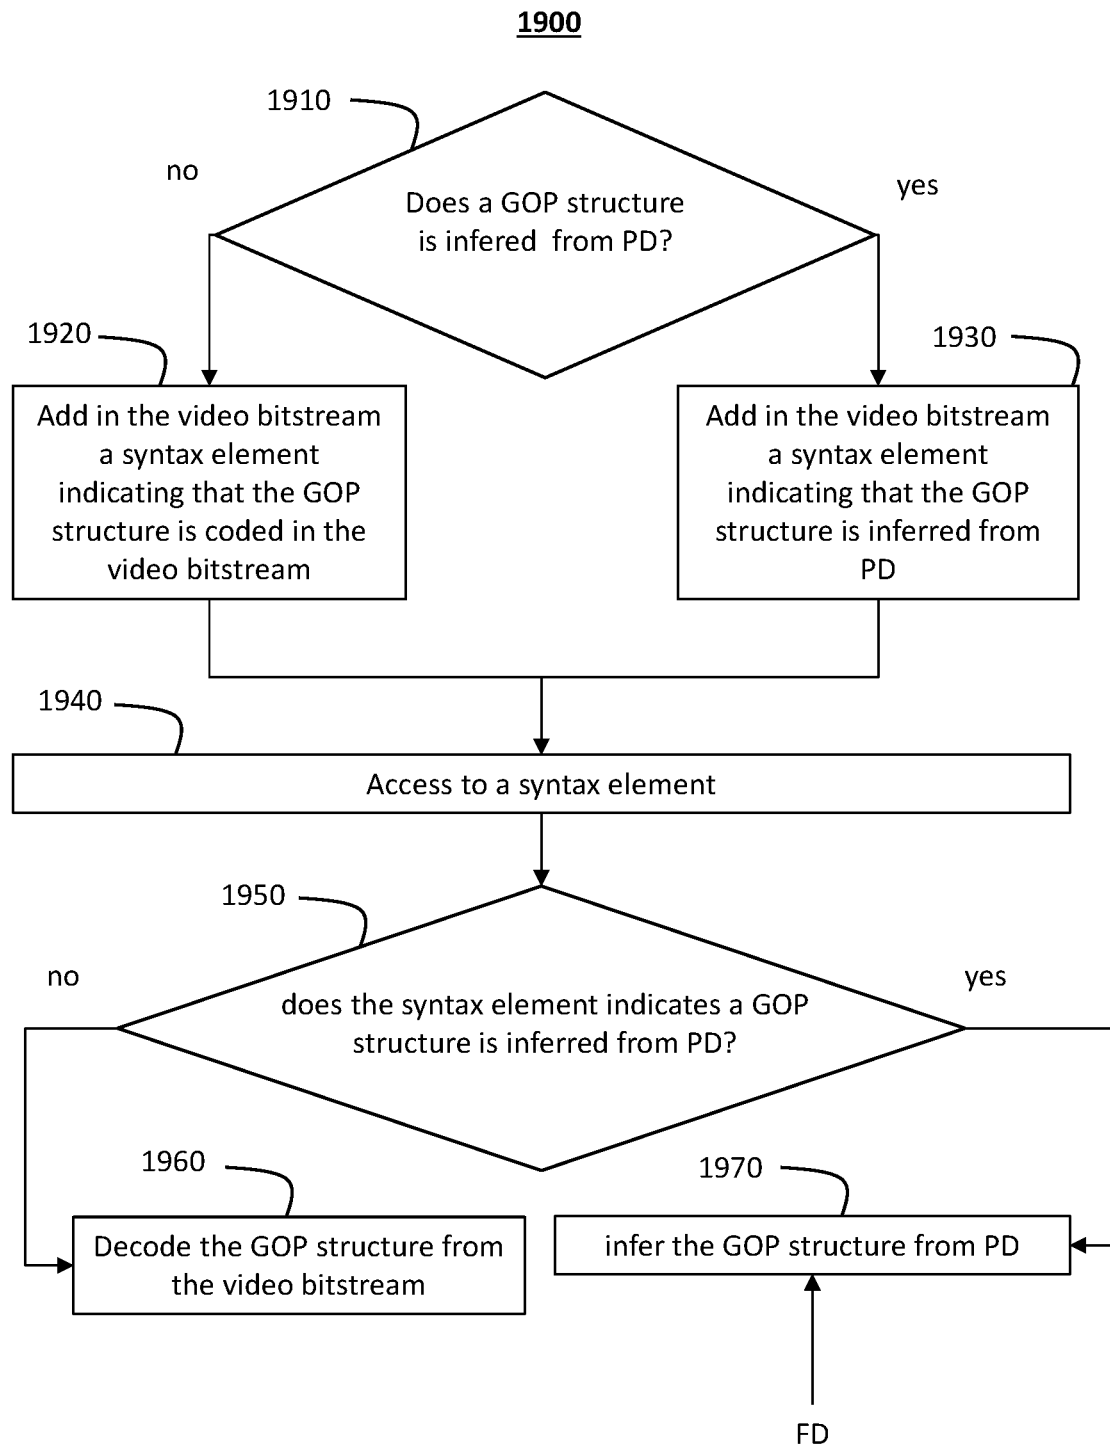 1900
1910
no
yes
Does a GOP structure
is infered from PD?
1920
1930
Add in the video bitstream
a syntax element
indicating that the GOP
structure is coded in the
video bitstream
Add in the video bitstream
a syntax element
indicating that the GOP
structure is inferred from
PD
1940
Access to a syntax element
1950
no
yes
does the syntax element indicates a GOP
structure is inferred from PD?
1960
1970
Decode the GOP structure from
the video bitstream
infer the GOP structure from PD
FD